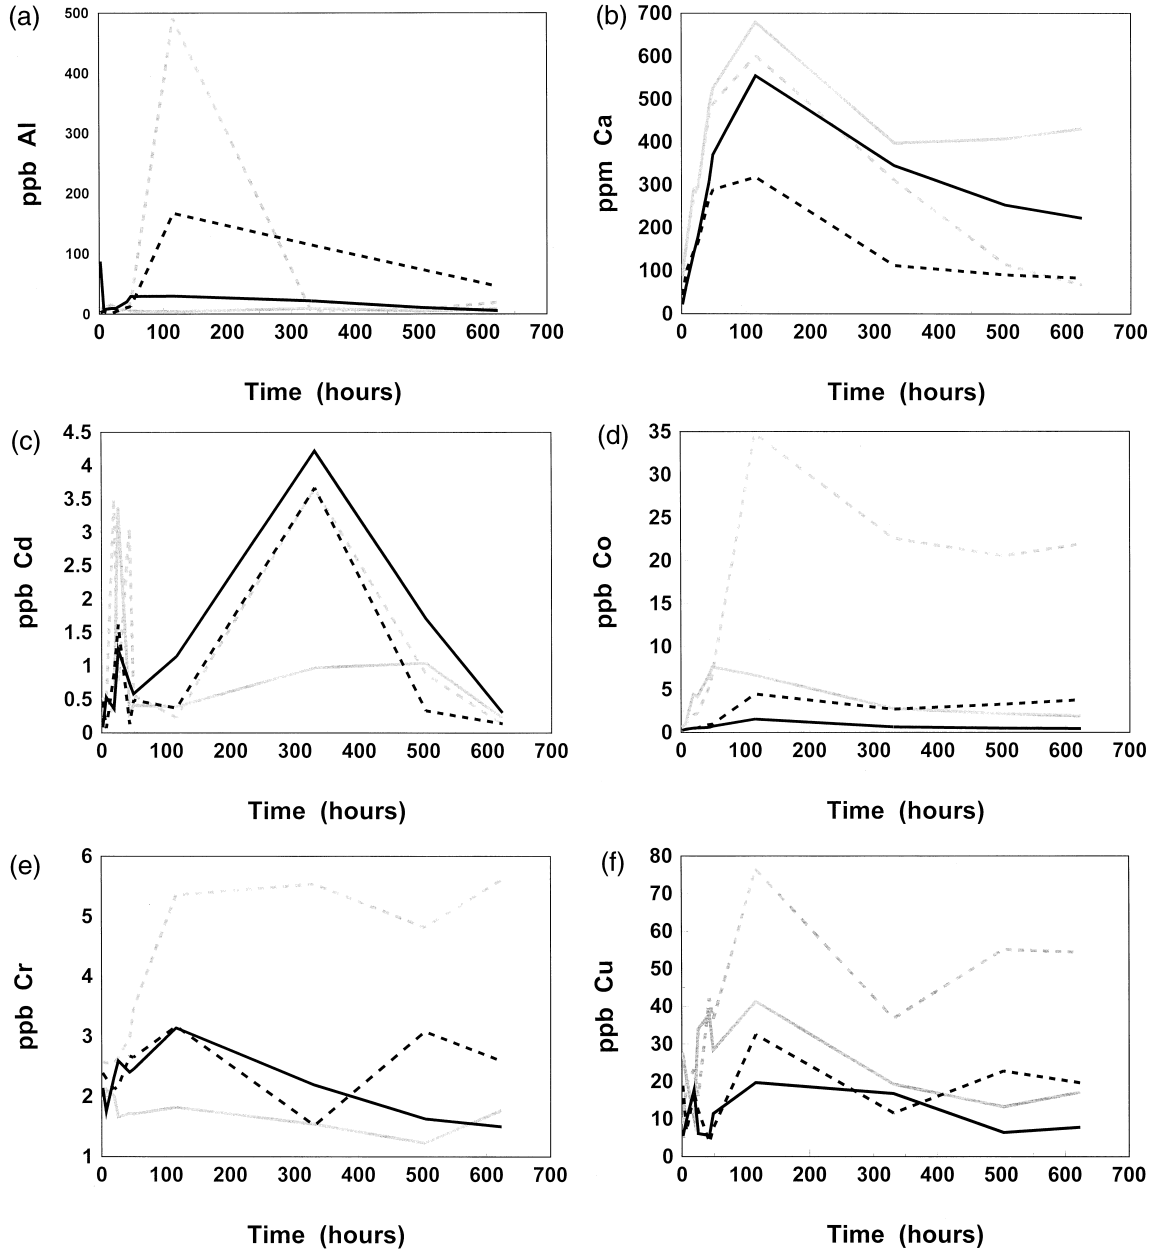 (a)
500
400
300
200
100
0
ppb Al
0 100 200 300 400 500 600 700
Time (hours)
(b)
700
600
500
400
300
200
100
0
ppm Ca
0 100 200 300 400 500 600 700
Time (hours)
(c)
4.5
4
3.5
3
2.5
2
1.5
1
0.5
0
ppb Cd
0 100 200 300 400 500 600 700
Time (hours)
(d)
35
30
25
20
15
10
5
0
ppb Co
0 100 200 300 400 500 600 700
Time (hours)
(e)
6
5
4
3
2
1
ppb Cr
0 100 200 300 400 500 600 700
Time (hours)
(f)
80
70
60
50
40
30
20
10
0
ppb Cu
0 100 200 300 400 500 600 700
Time (hours)